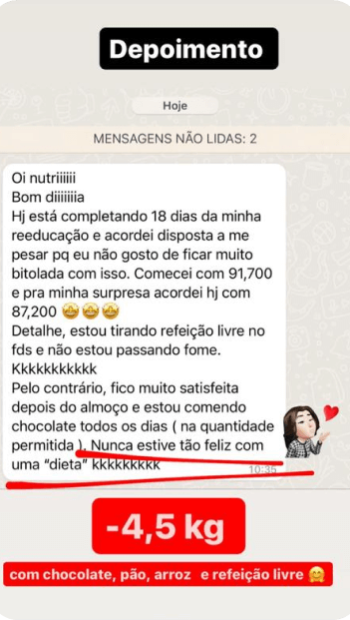 Depoimento
Hoje
MENSAGENS NÃO LIDAS: 2
Oi nutriiiiii
Bom diiiiiiia
Hj está completando 18 dias da minha
reeducação e acordei disposta a me
pesar pq eu não gosto de ficar muito
bitolada com isso. Comecei com 91,700
e pra minha surpresa acordei hj com
87,200 🤩🤩🤩
Detalhe, estou tirando refeição livre no
fds e não estou passando fome.
Kkkkkkkkkkk
Pelo contrário, fico muito satisfeita
depois do almoço e estou comendo
chocolate todos os dias ( na quantidade
permitida ). Nunca estive tão feliz com
uma “dieta” kkkkkkkkk
10:35
-4,5 kg
com chocolate, pão, arroz e refeição livre 🤗